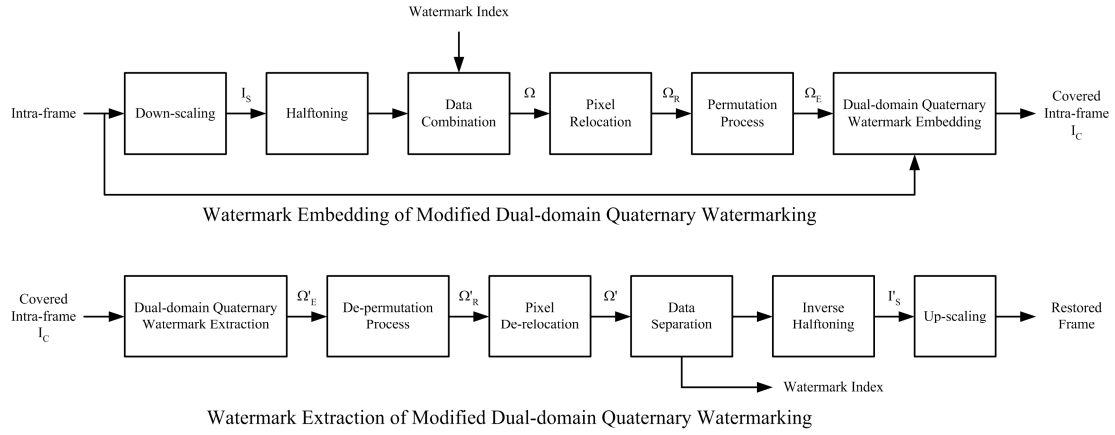 Watermark Index
Intra-frame
Down-scaling
I_S
Halftoning
Data
Combination
Ω
Pixel
Relocation
Ω_R
Permutation
Process
Ω_E
Dual-domain Quaternary
Watermark Embedding
Covered
Intra-frame
I_C
Watermark Embedding of Modified Dual-domain Quaternary Watermarking
Covered
Intra-frame
I_C
Dual-domain Quaternary
Watermark Extraction
Ω'_E
De-permutation
Process
Ω'_R
Pixel
De-relocation
Ω'
Data
Separation
Inverse
Halftoning
I'_S
Up-scaling
Restored
Frame
Watermark Index
Watermark Extraction of Modified Dual-domain Quaternary Watermarking